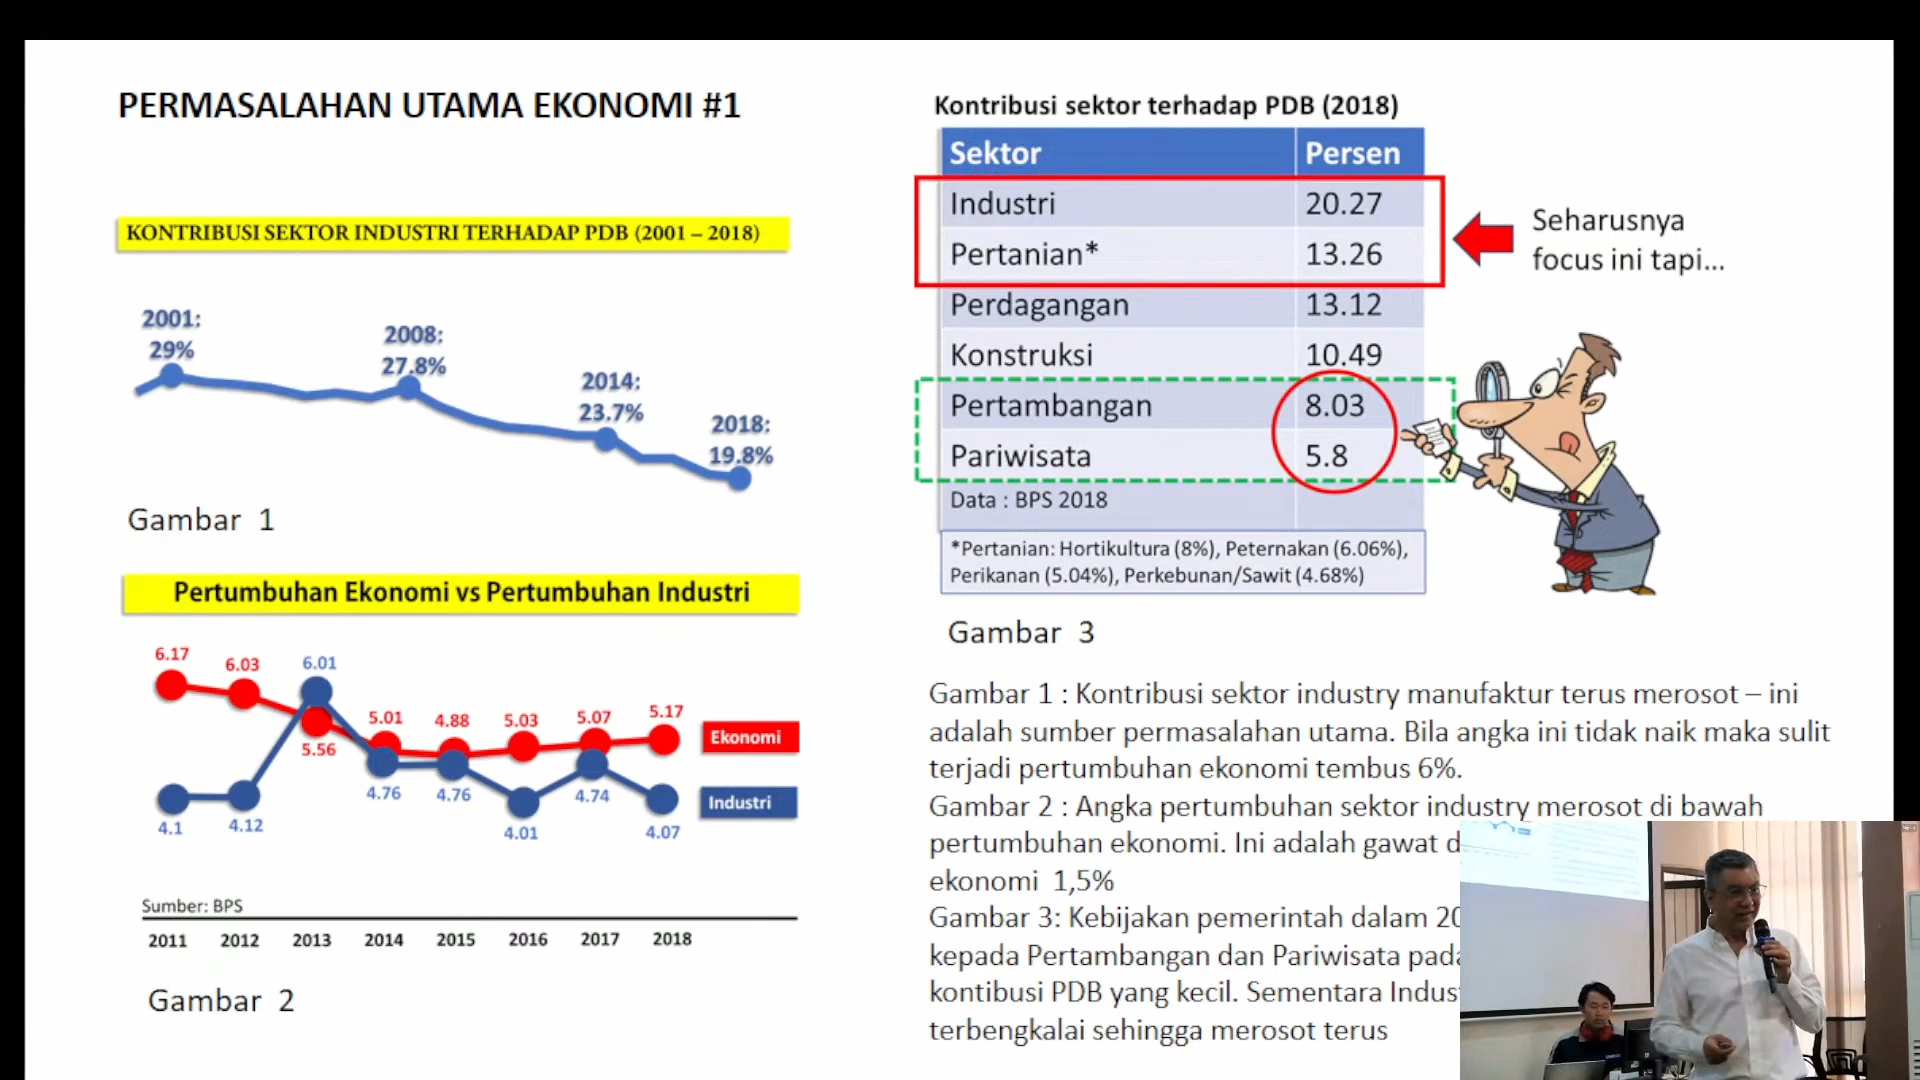 PERMASALAHAN UTAMA EKONOMI #1
KONTRIBUSI SEKTOR INDUSTRI TERHADAP PDB (2001 – 2018)
2001:
29%
2008:
27.8%
2014:
23.7%
2018:
19.8%
Gambar 1
Pertumbuhan Ekonomi vs Pertumbuhan Industri
6.17
6.03
6.01
5.56
5.01
4.88
5.03
5.07
5.17
Ekonomi
4.1
4.12
4.76
4.76
4.01
4.74
4.07
Industri
Sumber: BPS
2011 2012 2013 2014 2015 2016 2017 2018
Gambar 2
Kontribusi sektor terhadap PDB (2018)
Sektor Persen
Industri 20.27
Pertanian* 13.26
Perdagangan 13.12
Konstruksi 10.49
Pertambangan 8.03
Pariwisata 5.8
Data : BPS 2018
*Pertanian: Hortikultura (8%), Peternakan (6.06%),
Perikanan (5.04%), Perkebunan/Sawit (4.68%)
Seharusnya
focus ini tapi...
Gambar 3
Gambar 1 : Kontribusi sektor industry manufaktur terus merosot – ini
adalah sumber permasalahan utama. Bila angka ini tidak naik maka sulit
terjadi pertumbuhan ekonomi tembus 6%.
Gambar 2 : Angka pertumbuhan sektor industry merosot di bawah
pertumbuhan ekonomi. Ini adalah gawat
ekonomi 1,5%
Gambar 3: Kebijakan pemerintah dalam 20
kepada Pertambangan dan Pariwisata
kontibusi PDB yang kecil. Sementara
terbengkalai sehingga merosot terus